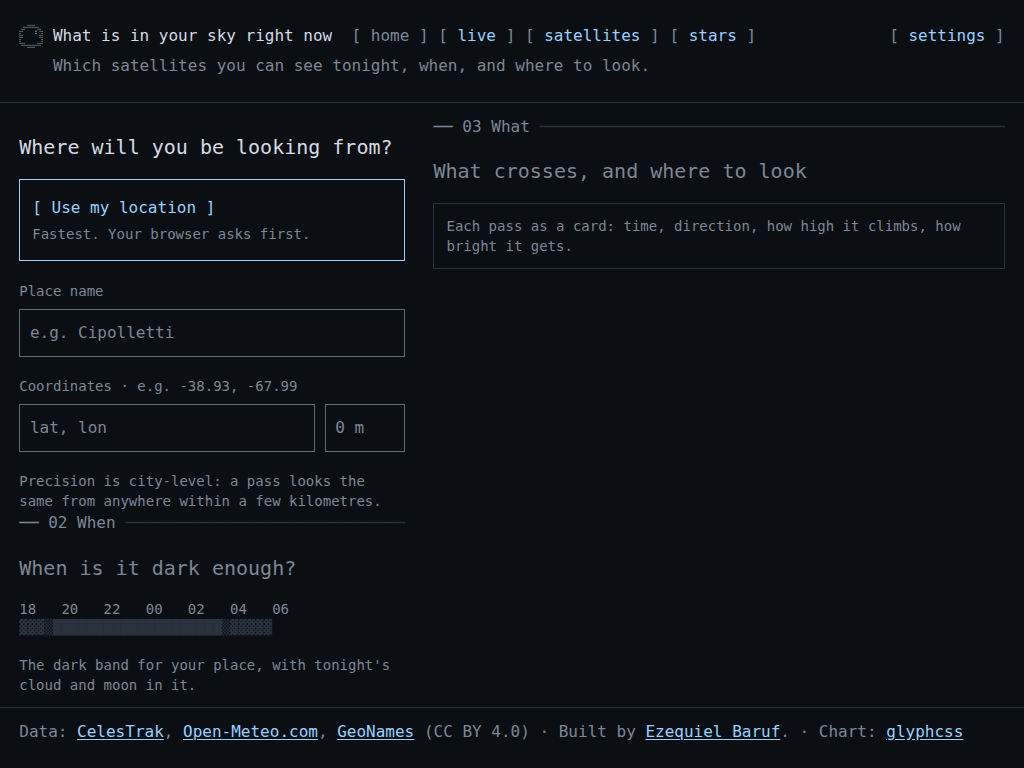 What is in your sky right now [ home ] [ live ] [ satellites ] [ stars ] [ settings ]
Which satellites you can see tonight, when, and where to look.
Where will you be looking from?
[ Use my location ]
Fastest. Your browser asks first.
Place name
e.g. Cipolletti
Coordinates · e.g. -38.93, -67.99
lat, lon
0 m
Precision is city-level: a pass looks the
same from anywhere within a few kilometres.
02 When
When is it dark enough?
18 20 22 00 02 04 06
The dark band for your place, with tonight's
cloud and moon in it.
03 What
What crosses, and where to look
Each pass as a card: time, direction, how high it climbs, how
bright it gets.
Data: CelesTrak, Open-Meteo.com, GeoNames (CC BY 4.0) · Built by Ezequiel Baruf. · Chart: glyphcss